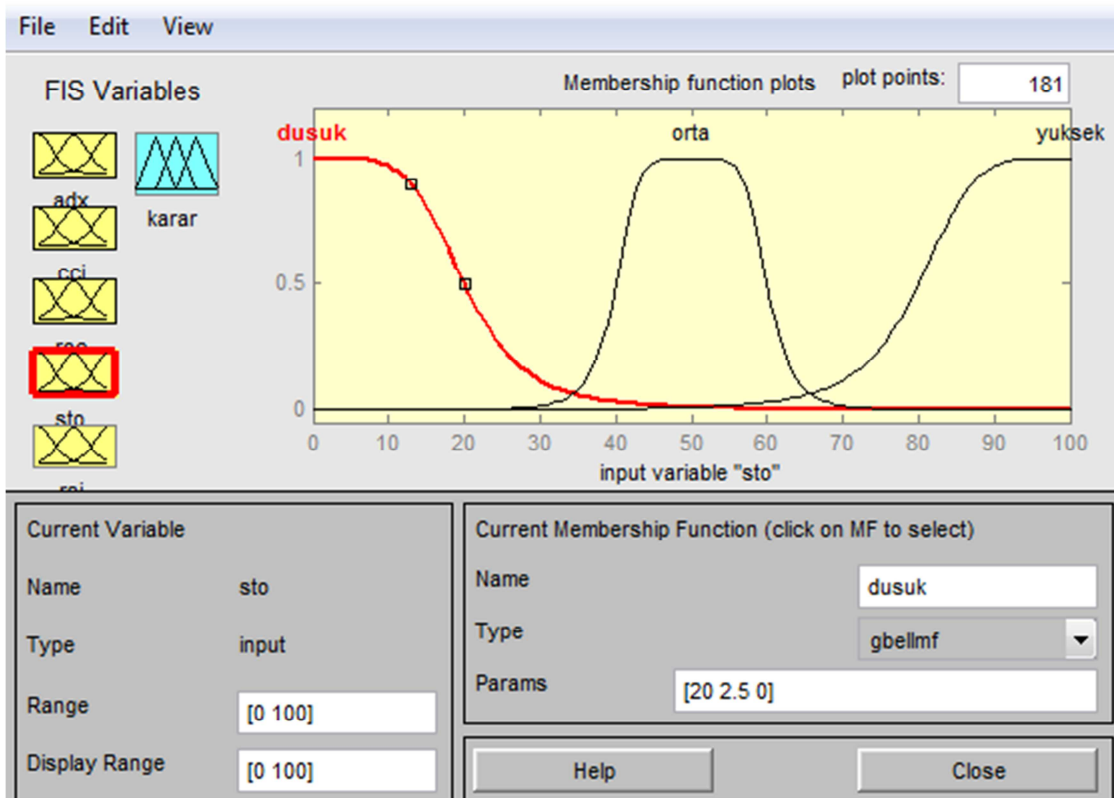 File Edit View
FIS Variables
Membership function plots plot points: 181
adx
karar
cci
sto
dusuk orta yuksek
1
0.5
0
0 10 20 30 40 50 60 70 80 90 100
input variable "sto"
Current Variable
Name sto
Type input
Range [0 100]
Display Range [0 100]
Current Membership Function (click on MF to select)
Name dusuk
Type gbellmf
Params [20 2.5 0]
Help Close